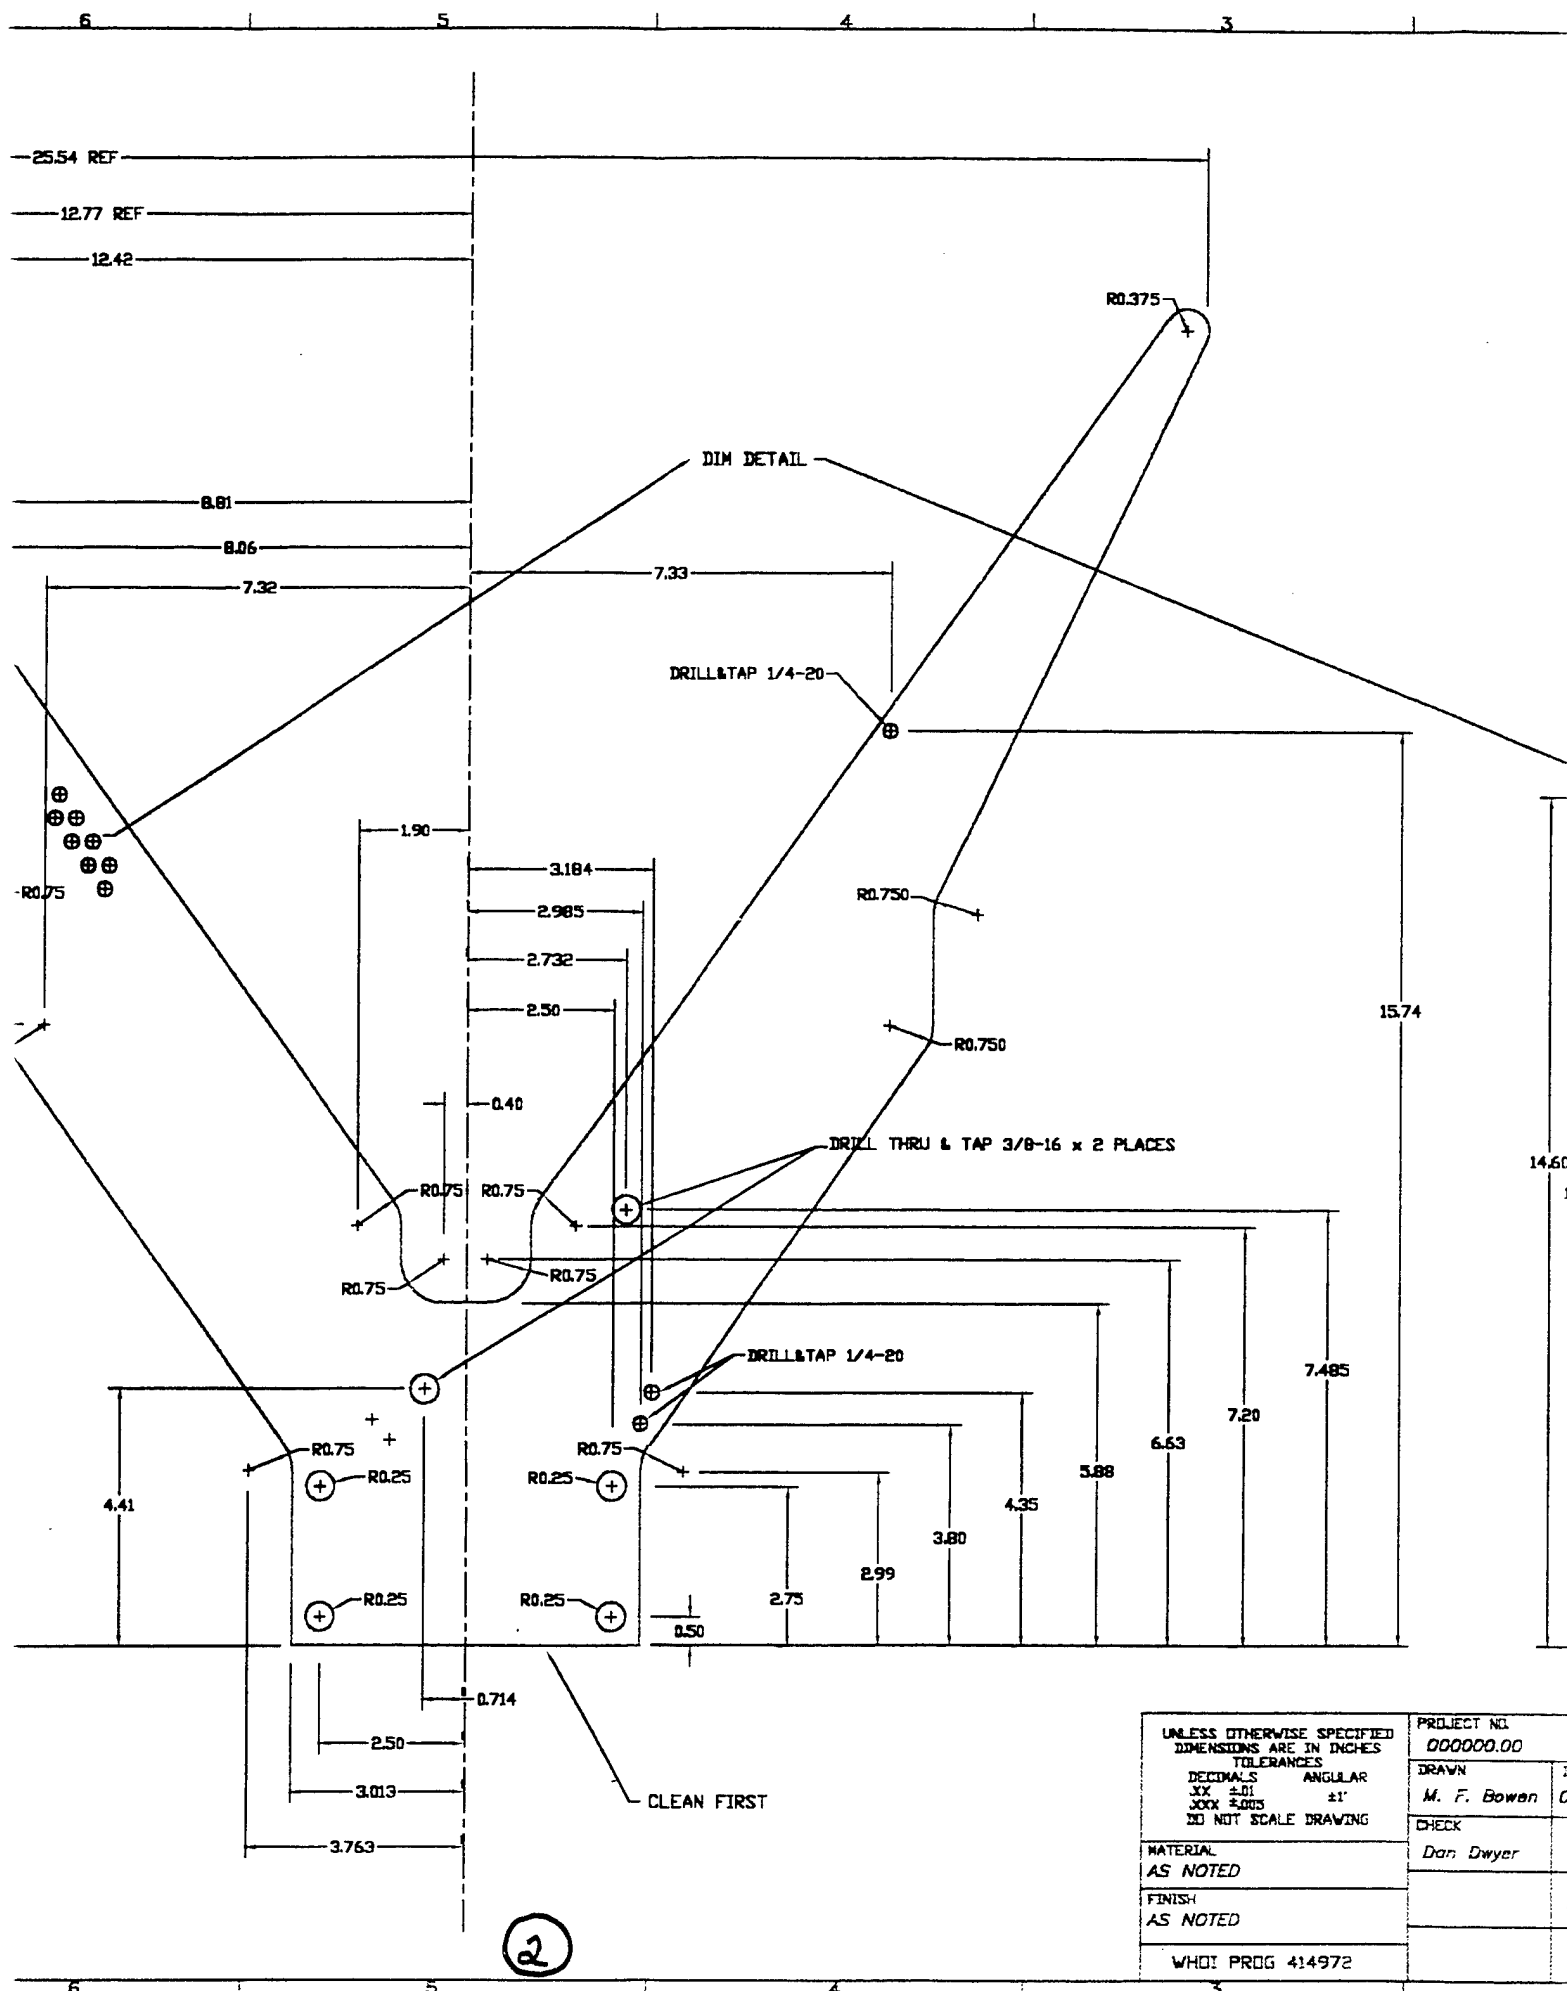 6 5 4 3
25.54 REF
12.77 REF
12.42
R0.375
DIM DETAIL
8.81
8.06
7.32
7.33
DRILL&TAP 1/4-20
1.90
3.184
R0.75
R0.750
2.985
2.732
2.50
15.74
R0.750
0.40
DRILL THRU & TAP 3/8-16 x 2 PLACES
14.60
R0.75 R0.75
R0.75
R0.75
DRILL&TAP 1/4-20
7.485
7.20
6.63
5.88
R0.75
R0.75
R0.25
R0.25
4.41
4.35
3.80
2.99
2.75
R0.25
R0.25
0.50
0.714
2.50
3.013
CLEAN FIRST
3.763
UNLESS OTHERWISE SPECIFIED
DIMENSIONS ARE IN INCHES
TOLERANCES
DECIMALS ANGULAR
.XX ±.01 ±1°
.XXX ±.005
DO NOT SCALE DRAWING
MATERIAL
AS NOTED
FINISH
AS NOTED
WHOI PROG 414972
PROJECT NO.
000000.00
DRAWN
M. F. Bowen
CHECK
Dan Dwyer
2
6 5 4 3